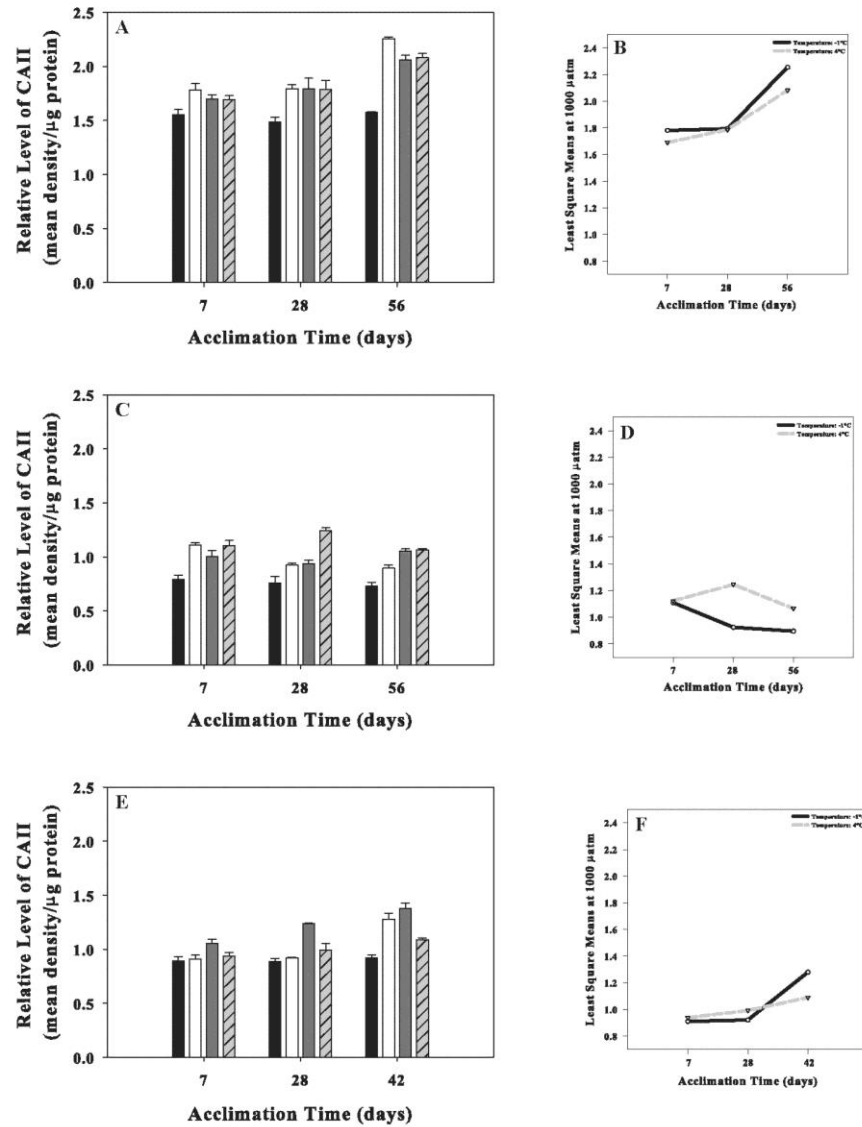 A
Relative Level of CAII
(mean density/µg protein)
2.5
2.0
1.5
1.0
0.5
0.0
7 28 56
Acclimation Time (days)
B
Temperature: -1°C
Temperature: 4°C
Least Square Means at 1000 µatm
2.4
2.2
2.0
1.8
1.6
1.4
1.2
1.0
0.8
7 28 56
Acclimation Time (days)
C
Relative Level of CAII
(mean density/µg protein)
2.5
2.0
1.5
1.0
0.5
0.0
7 28 56
Acclimation Time (days)
D
Temperature: -1°C
Temperature: 4°C
Least Square Means at 1000 µatm
2.4
2.2
2.0
1.8
1.6
1.4
1.2
1.0
0.8
7 28 56
Acclimation Time (days)
E
Relative Level of CAII
(mean density/µg protein)
2.5
2.0
1.5
1.0
0.5
0.0
7 28 42
Acclimation Time (days)
F
Temperature: -1°C
Temperature: 4°C
Least Square Means at 1000 µatm
2.4
2.2
2.0
1.8
1.6
1.4
1.2
1.0
0.8
7 28 42
Acclimation Time (days)